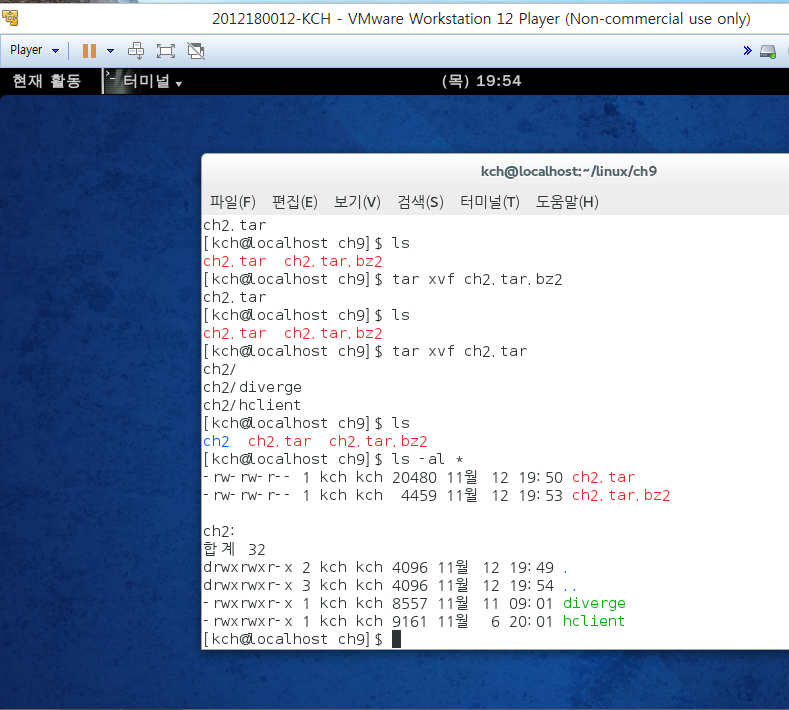 2012180012-KCH - VMware Workstation 12 Player (Non-commercial use only)
Player
현재 활동 터미널 (목) 19:54
kch@localhost:~/linux/ch9
파일(F) 편집(E) 보기(V) 검색(S) 터미널(T) 도움말(H)
ch2.tar
[kch@localhost ch9]$ ls
ch2.tar  ch2.tar.bz2
[kch@localhost ch9]$ tar xvf ch2.tar.bz2
ch2.tar
[kch@localhost ch9]$ ls
ch2.tar  ch2.tar.bz2
[kch@localhost ch9]$ tar xvf ch2.tar
ch2/
ch2/diverge
ch2/hclient
[kch@localhost ch9]$ ls
ch2  ch2.tar  ch2.tar.bz2
[kch@localhost ch9]$ ls -al *
-rw-rw-r-- 1 kch kch 20480 11월  12 19:50 ch2.tar
-rw-rw-r-- 1 kch kch  4459 11월  12 19:53 ch2.tar.bz2
ch2:
합계 32
drwxrwxr-x 2 kch kch 4096 11월  12 19:49 .
drwxrwxr-x 3 kch kch 4096 11월  12 19:54 ..
-rwxrwxr-x 1 kch kch 8557 11월  11 09:01 diverge
-rwxrwxr-x 1 kch kch 9161 11월   6 20:01 hclient
[kch@localhost ch9]$